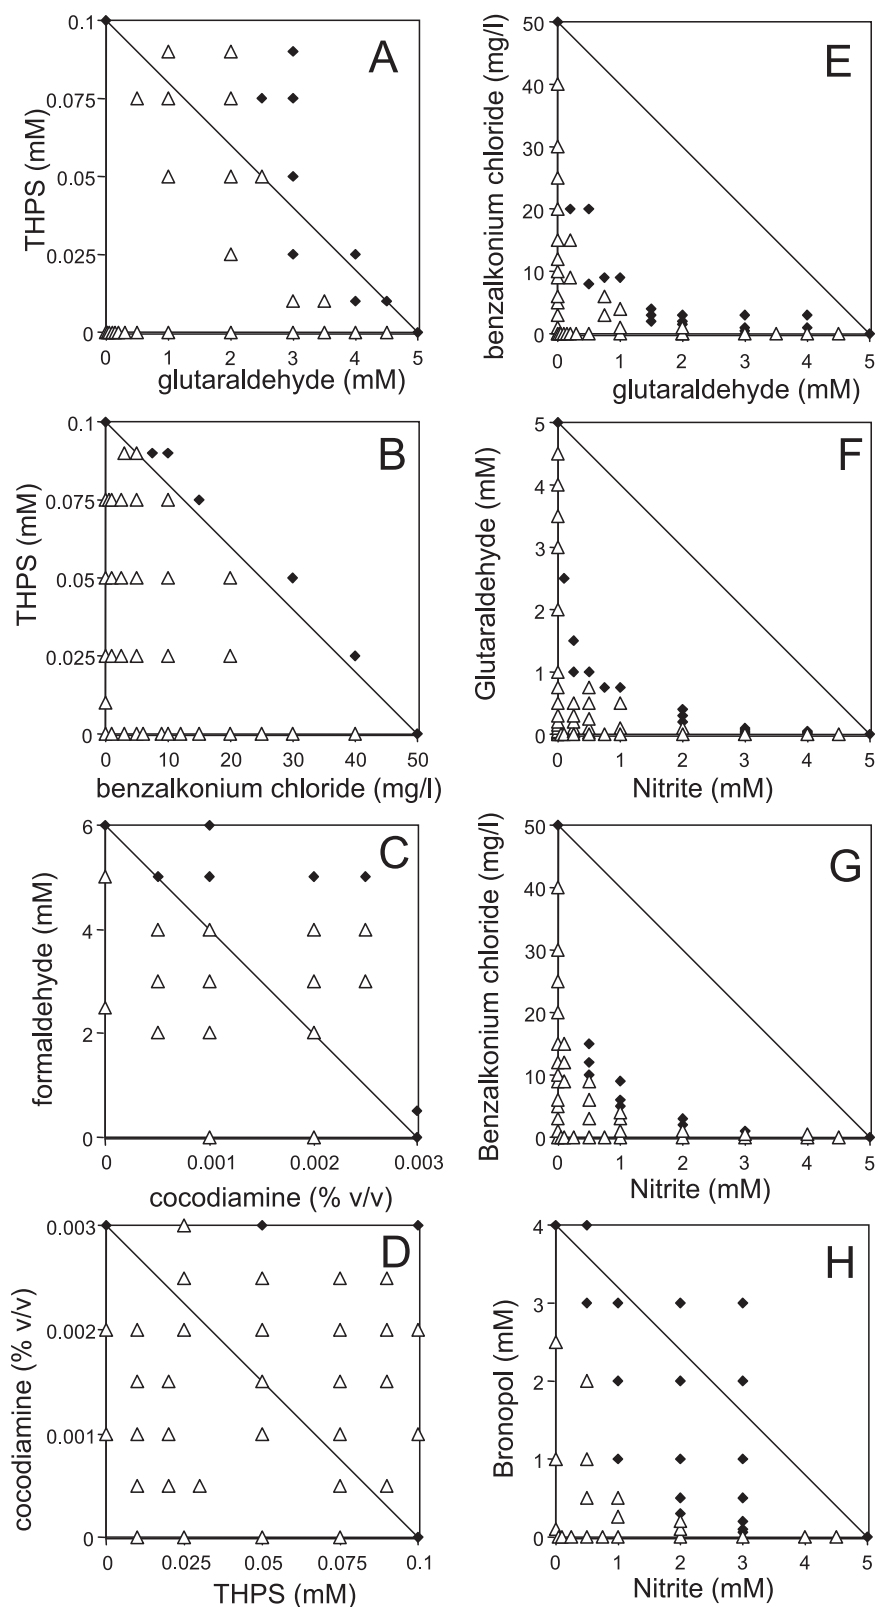 A
0.1
0.075
0.05
0.025
0
THPS (mM)
0 1 2 3 4 5
glutaraldehyde (mM)
E
50
40
30
20
10
0
benzalkonium chloride (mg/l)
0 1 2 3 4 5
glutaraldehyde (mM)
B
0.1
0.075
0.05
0.025
0
THPS (mM)
0 10 20 30 40 50
benzalkonium chloride (mg/l)
F
5
4
3
2
1
0
Glutaraldehyde (mM)
0 1 2 3 4 5
Nitrite (mM)
C
6
4
2
0
formaldehyde (mM)
0 0.001 0.002 0.003
cocodiamine (% v/v)
G
50
40
30
20
10
0
Benzalkonium chloride (mg/l)
0 1 2 3 4 5
Nitrite (mM)
D
0.003
0.002
0.001
0
cocodiamine (% v/v)
0 0.025 0.05 0.075 0.1
THPS (mM)
H
4
3
2
1
0
Bronopol (mM)
0 1 2 3 4 5
Nitrite (mM)